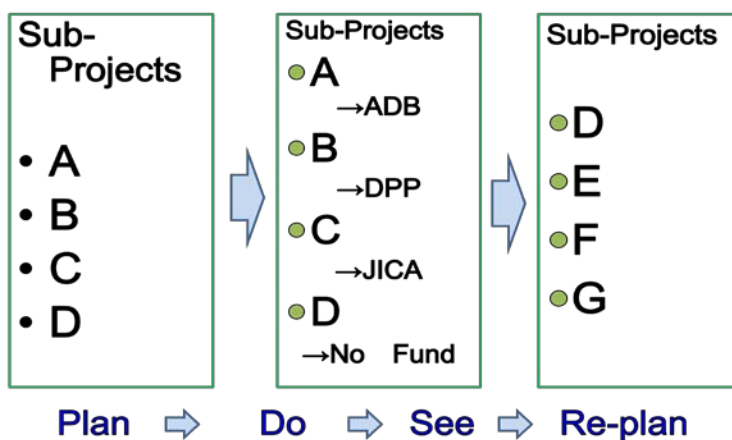 Sub-
Projects
• A
• B
• C
• D
Sub-Projects
A
→ADB
B
→DPP
C
→JICA
D
→No Fund
Sub-Projects
D
E
F
G
Plan Do See Re-plan